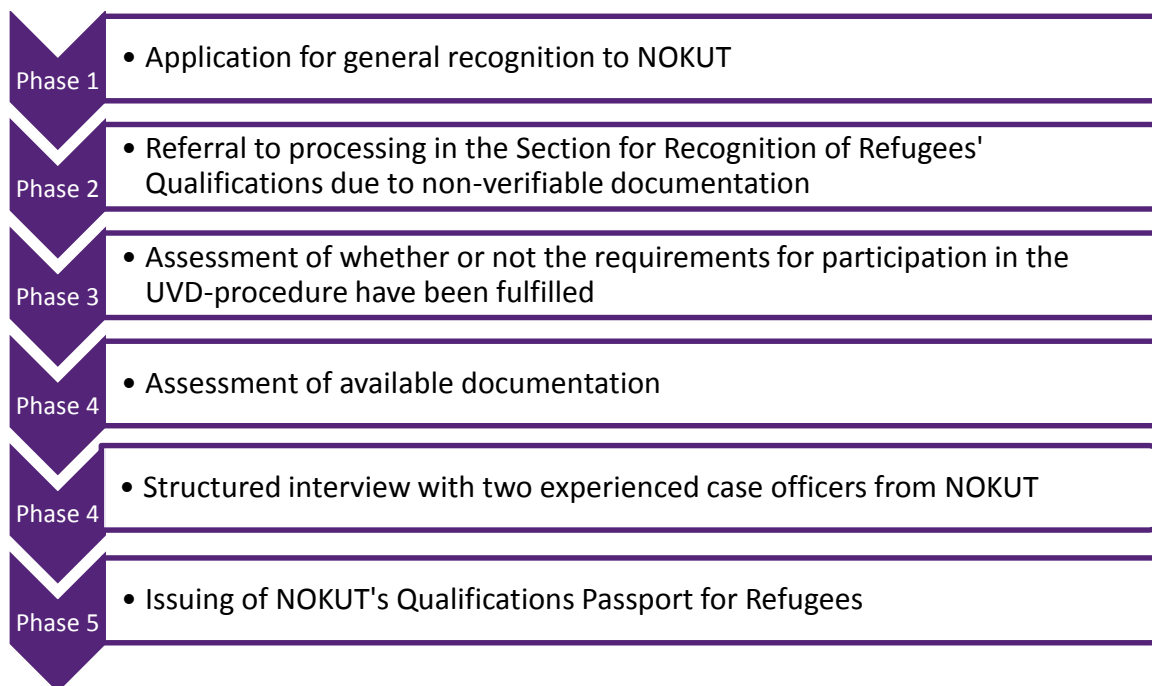 Phase 1
• Application for general recognition to NOKUT
Phase 2
• Referral to processing in the Section for Recognition of Refugees'
Qualifications due to non-verifiable documentation
Phase 3
• Assessment of whether or not the requirements for participation in the
UVD-procedure have been fulfilled
Phase 4
• Assessment of available documentation
Phase 4
• Structured interview with two experienced case officers from NOKUT
Phase 5
• Issuing of NOKUT's Qualifications Passport for Refugees